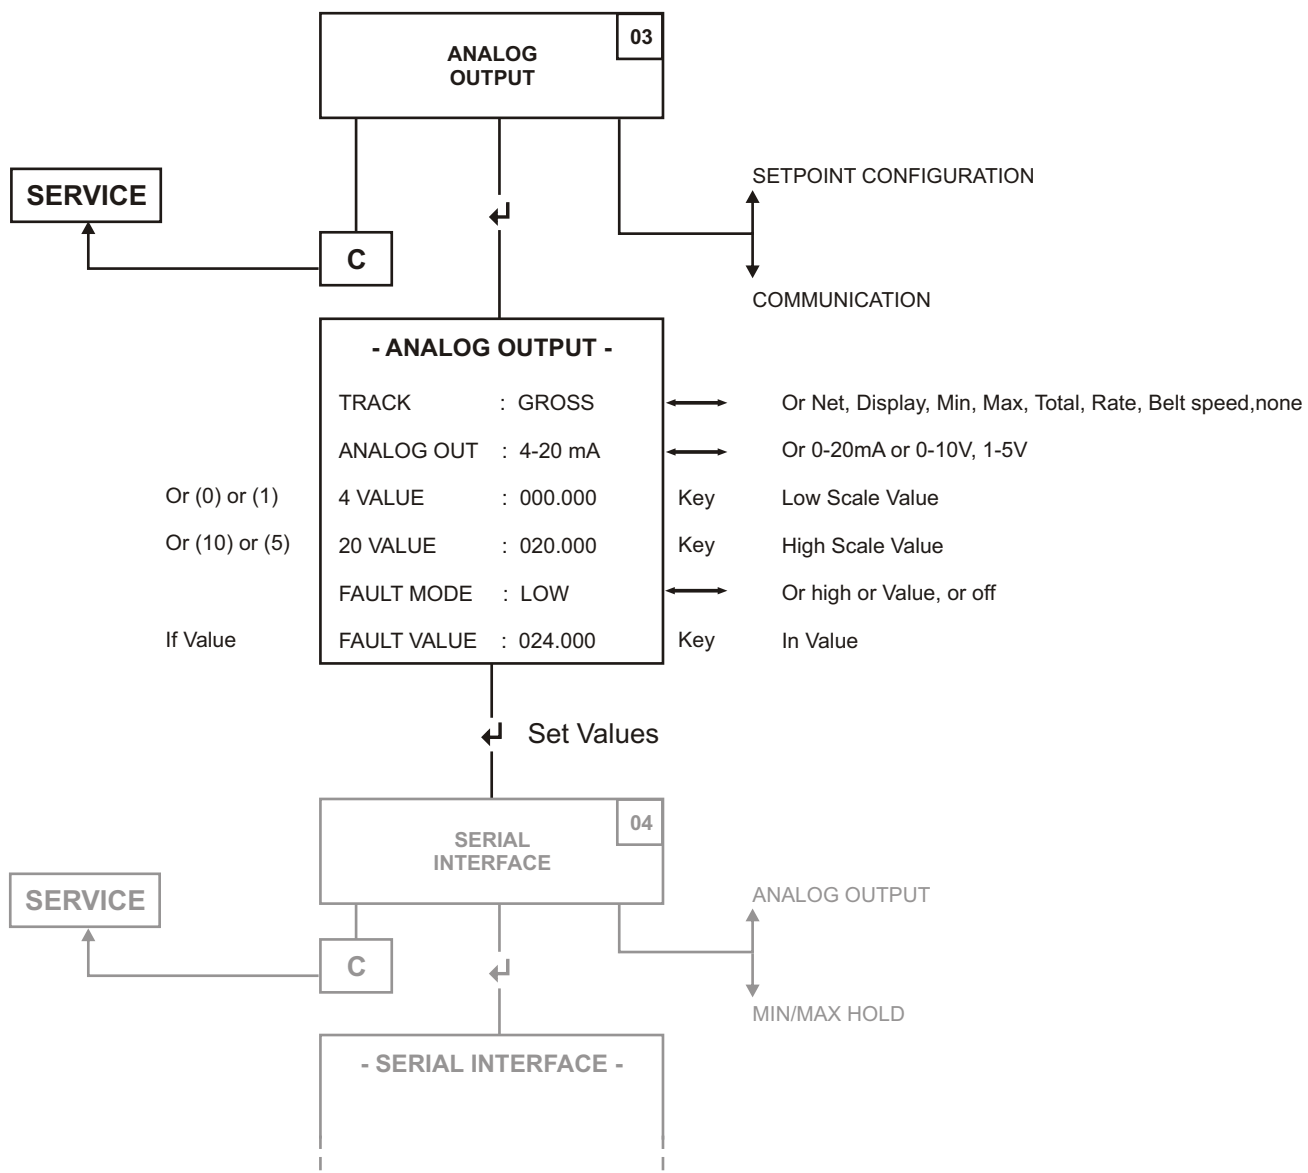 03
ANALOG
OUTPUT
SETPOINT CONFIGURATION
SERVICE
C
COMMUNICATION
- ANALOG OUTPUT -
TRACK : GROSS Or Net, Display, Min, Max, Total, Rate, Belt speed,none
ANALOG OUT : 4-20 mA Or 0-20mA or 0-10V, 1-5V
Or (0) or (1) 4 VALUE : 000.000 Key Low Scale Value
Or (10) or (5) 20 VALUE : 020.000 Key High Scale Value
FAULT MODE : LOW Or high or Value, or off
If Value FAULT VALUE : 024.000 Key In Value
Set Values
04
SERIAL
INTERFACE
SERVICE
ANALOG OUTPUT
C
MIN/MAX HOLD
- SERIAL INTERFACE -